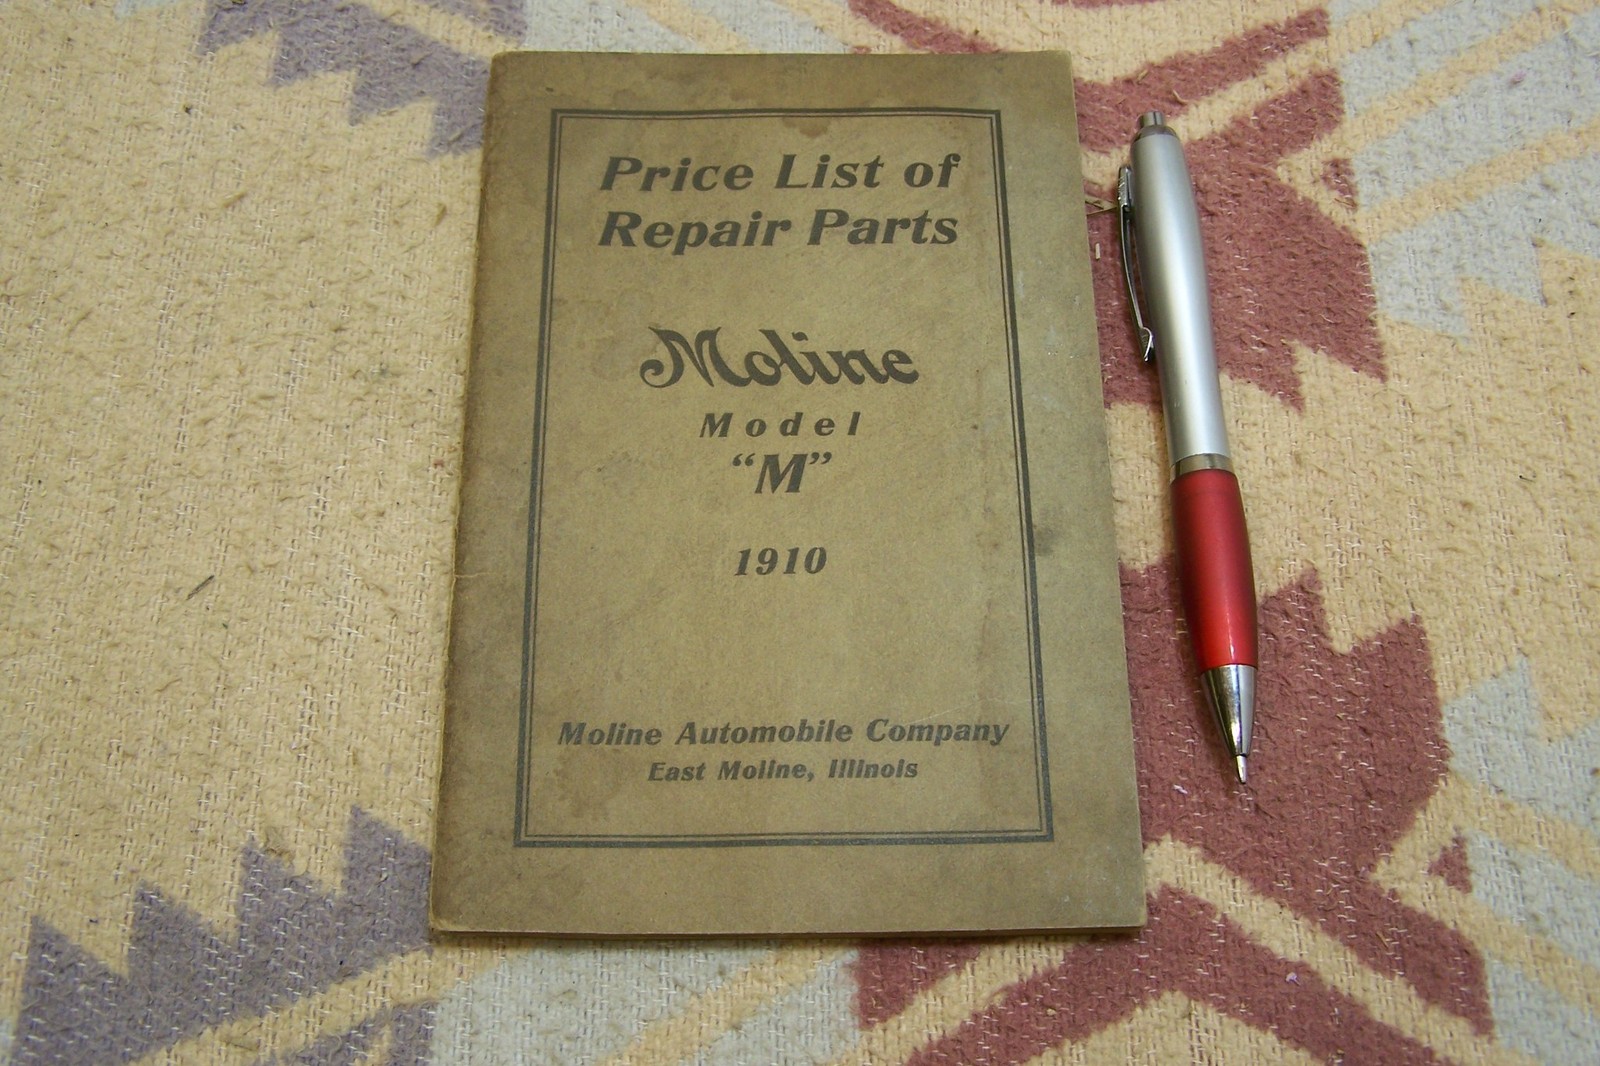 Price List of
Repair Parts
Moline
Model
“M”
1910
Moline Automobile Company
East Moline, Illinois